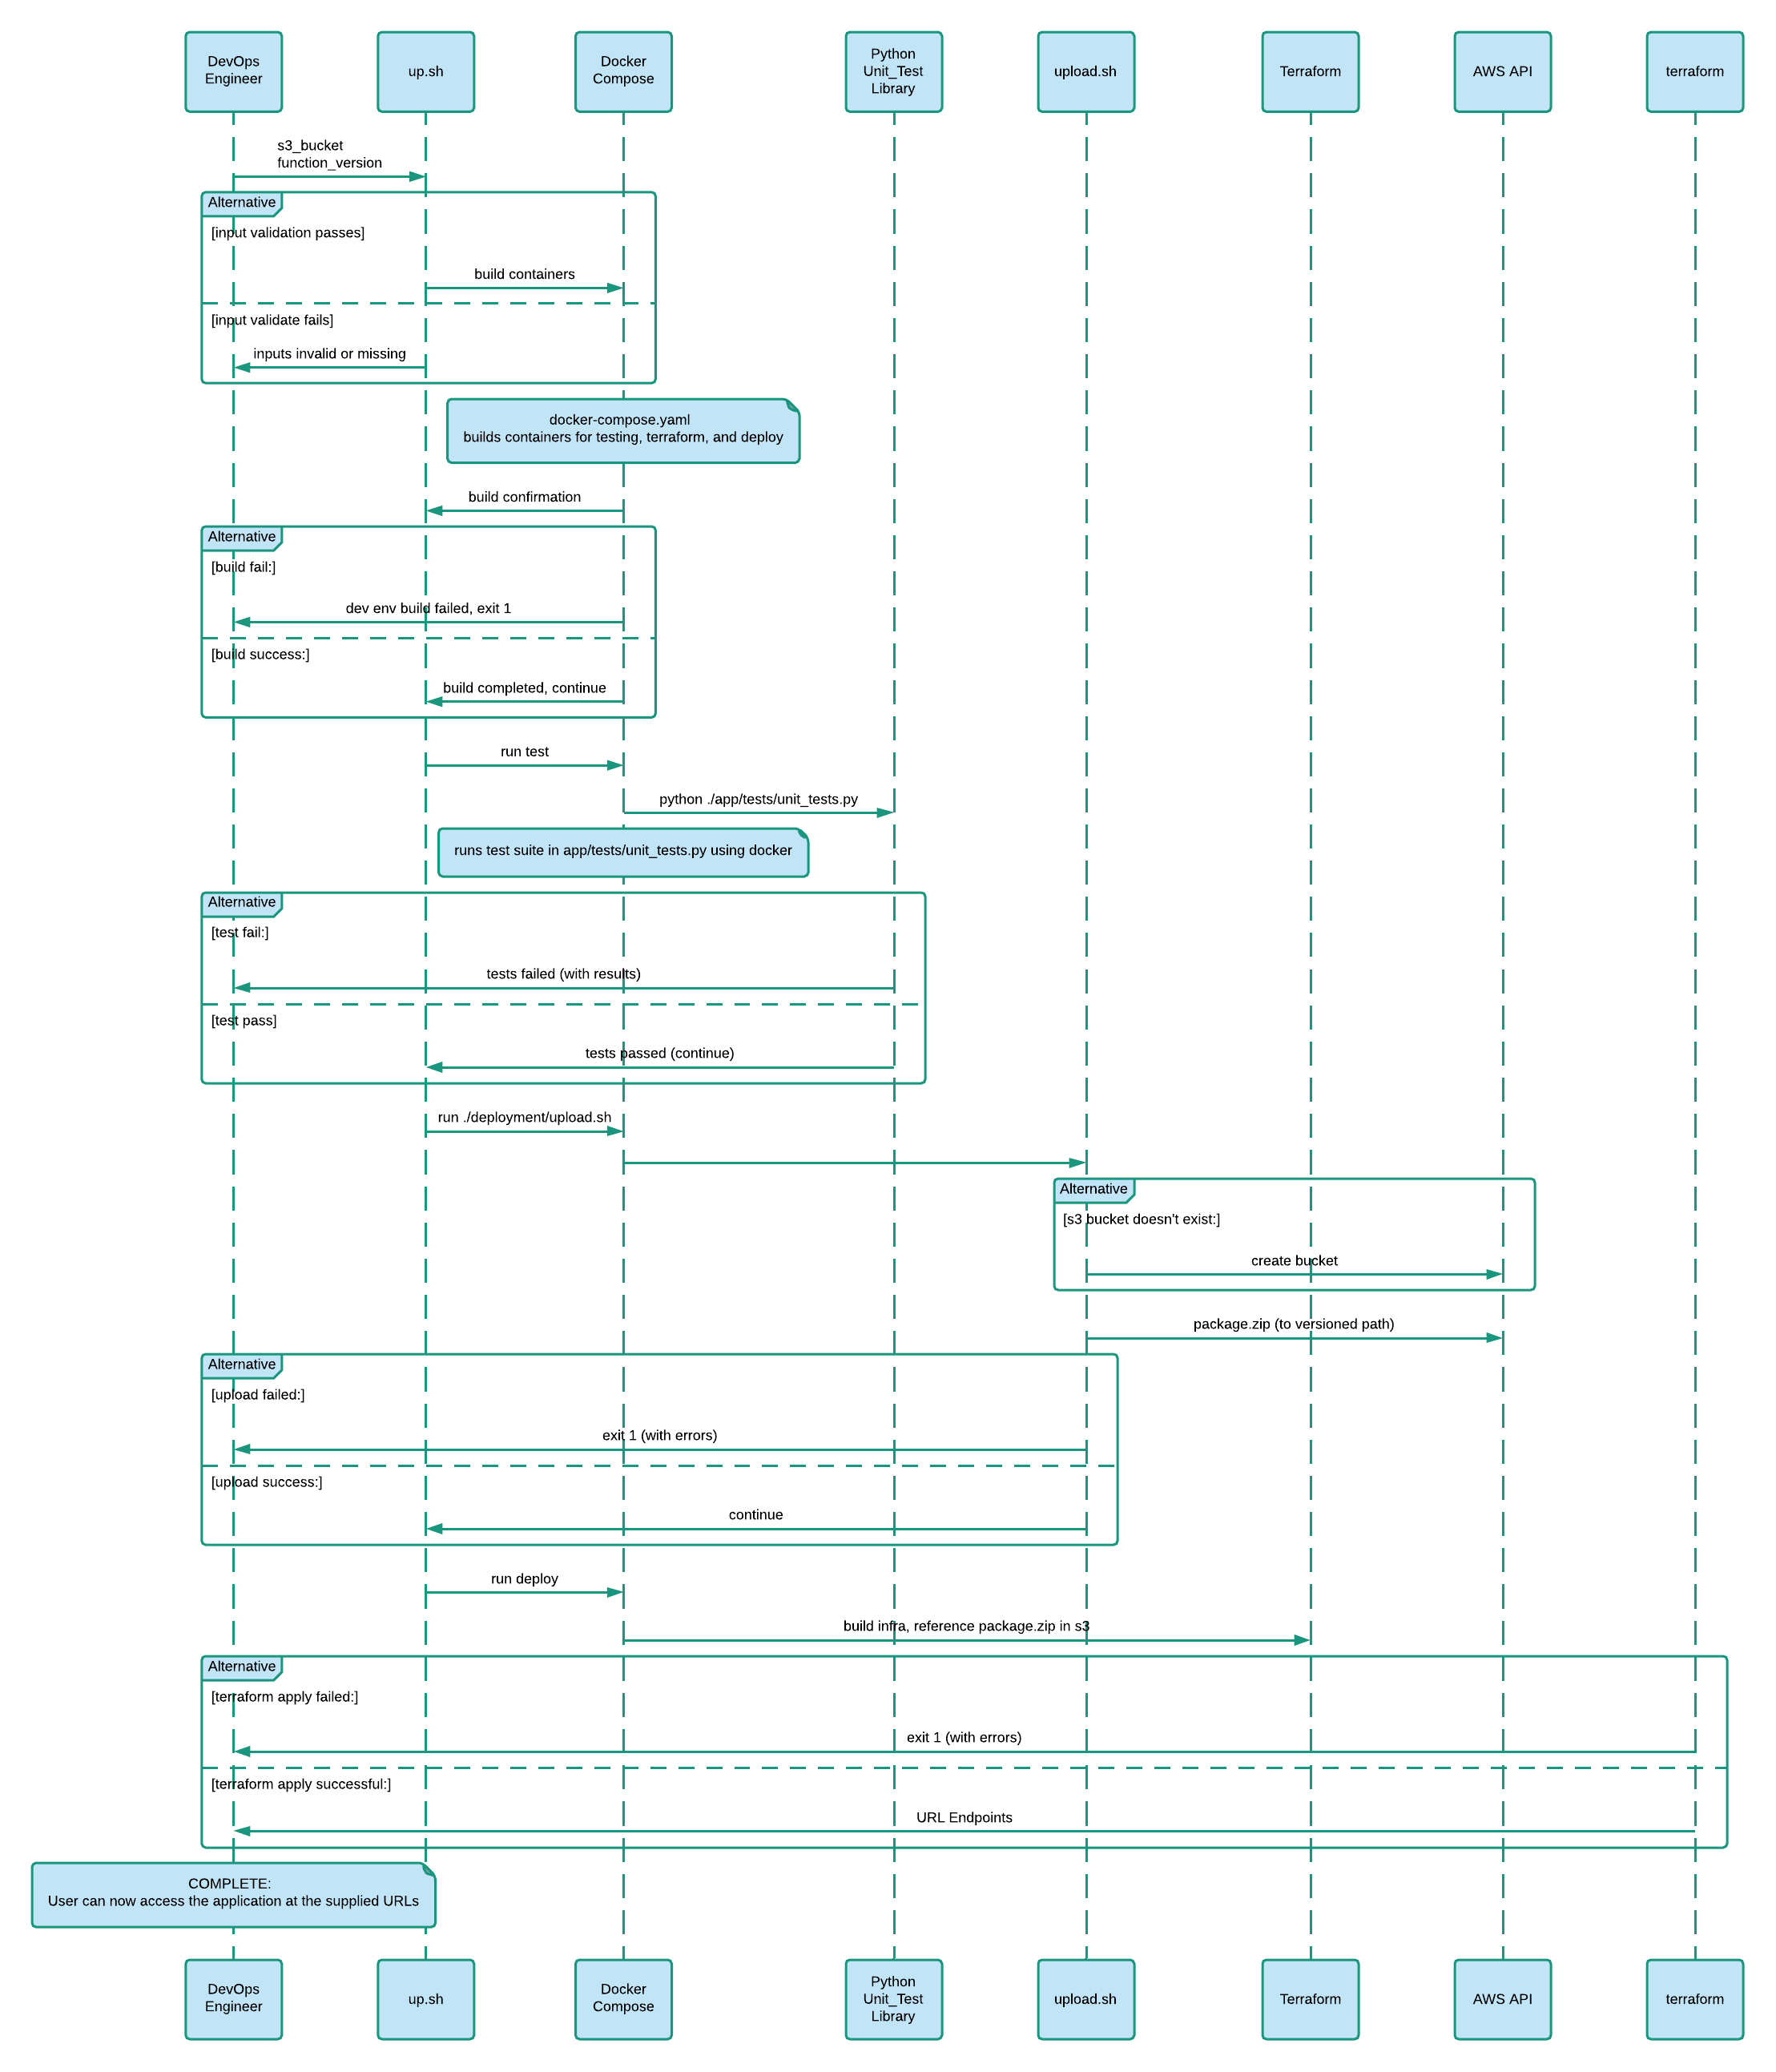 DevOps
Engineer
up.sh
Docker
Compose
Python
Unit_Test
Library
upload.sh
Terraform
AWS API
terraform
s3_bucket
function_version
Alternative
[input validation passes]
build containers
[input validate fails]
inputs invalid or missing
docker-compose.yaml
builds containers for testing, terraform, and deploy
build confirmation
Alternative
[build fail:]
dev env build failed, exit 1
[build success:]
build completed, continue
run test
python ./app/tests/unit_tests.py
runs test suite in app/tests/unit_tests.py using docker
Alternative
[test fail:]
tests failed (with results)
[test pass]
tests passed (continue)
run ./deployment/upload.sh
Alternative
[s3 bucket doesn't exist:]
create bucket
package.zip (to versioned path)
Alternative
[upload failed:]
exit 1 (with errors)
[upload success:]
continue
run deploy
build infra, reference package.zip in s3
Alternative
[terraform apply failed:]
exit 1 (with errors)
[terraform apply successful:]
URL Endpoints
COMPLETE:
User can now access the application at the supplied URLs
DevOps
Engineer
up.sh
Docker
Compose
Python
Unit_Test
Library
upload.sh
Terraform
AWS API
terraform